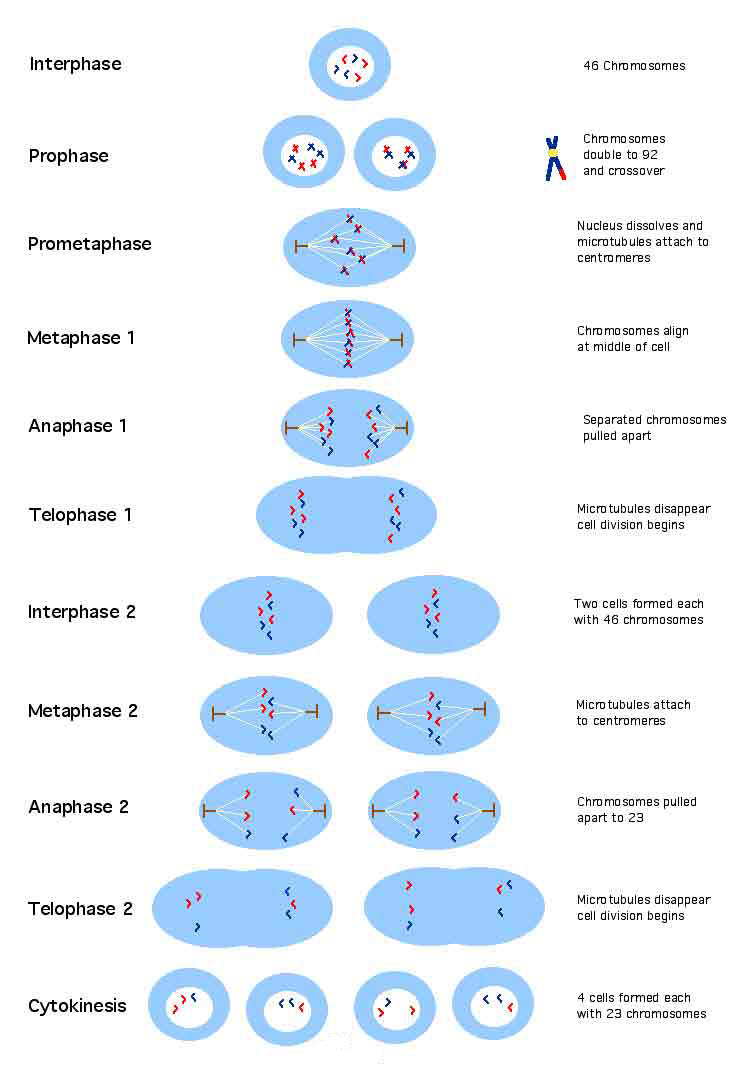 Interphase
46 Chromosomes
Prophase
Chromosomes
double to 92
and crossover
Prometaphase
Nucleus dissolves and
microtubules attach to
centromeres
Metaphase 1
Chromosomes align
at middle of cell
Anaphase 1
Separated chromosomes
pulled apart
Telophase 1
Microtubules disappear
cell division begins
Interphase 2
Two cells formed each
with 46 chromosomes
Metaphase 2
Microtubules attach
to centromeres
Anaphase 2
Chromosomes pulled
apart to 23
Telophase 2
Microtubules disappear
cell division begins
Cytokinesis
4 cells formed each
with 23 chromosomes